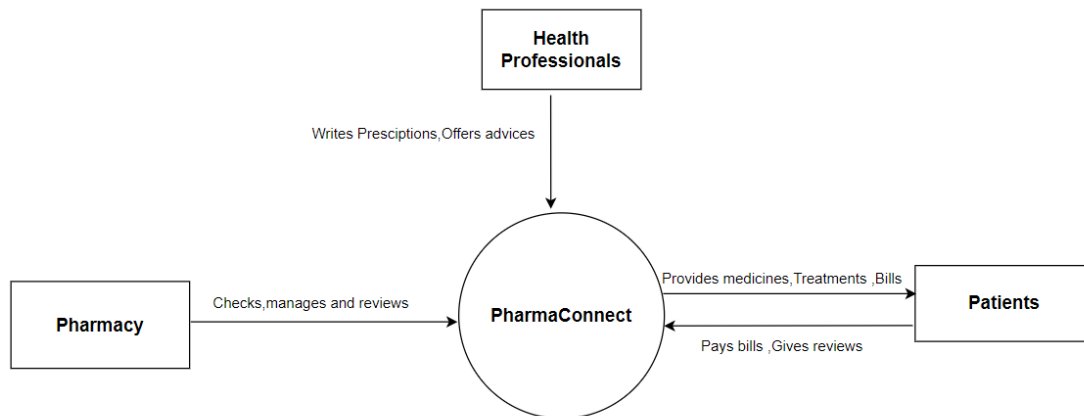 Health
Professionals
Writes Presciptions,Offers advices
Provides medicines,Treatments ,Bills
Checks,manages and reviews
Patients
PharmaConnect
Pharmacy
Pays bills ,Gives reviews